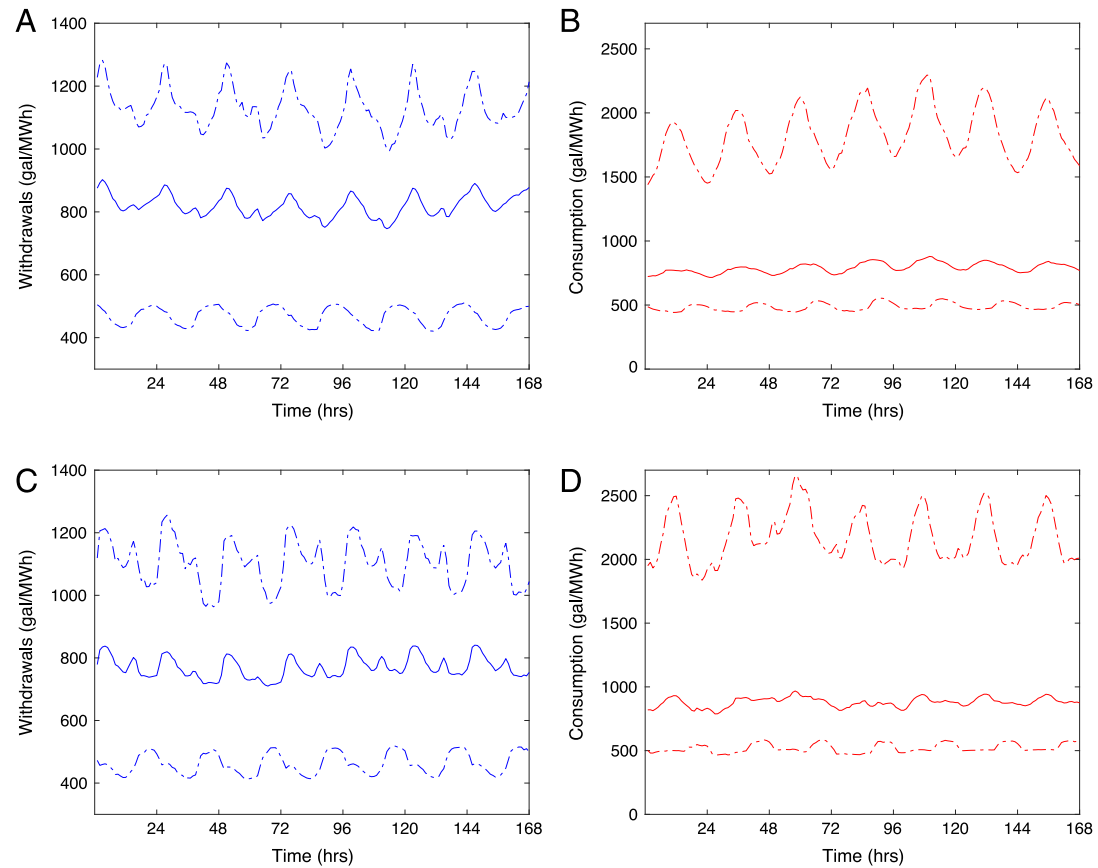 A
1400
1200
1000
800
600
400
Withdrawals (gal/MWh)
24 48 72 96 120 144 168
Time (hrs)
B
2500
2000
1500
1000
500
0
Consumption (gal/MWh)
24 48 72 96 120 144 168
Time (hrs)
C
1400
1200
1000
800
600
400
Withdrawals (gal/MWh)
24 48 72 96 120 144 168
Time (hrs)
D
2500
2000
1500
1000
500
0
Consumption (gal/MWh)
24 48 72 96 120 144 168
Time (hrs)